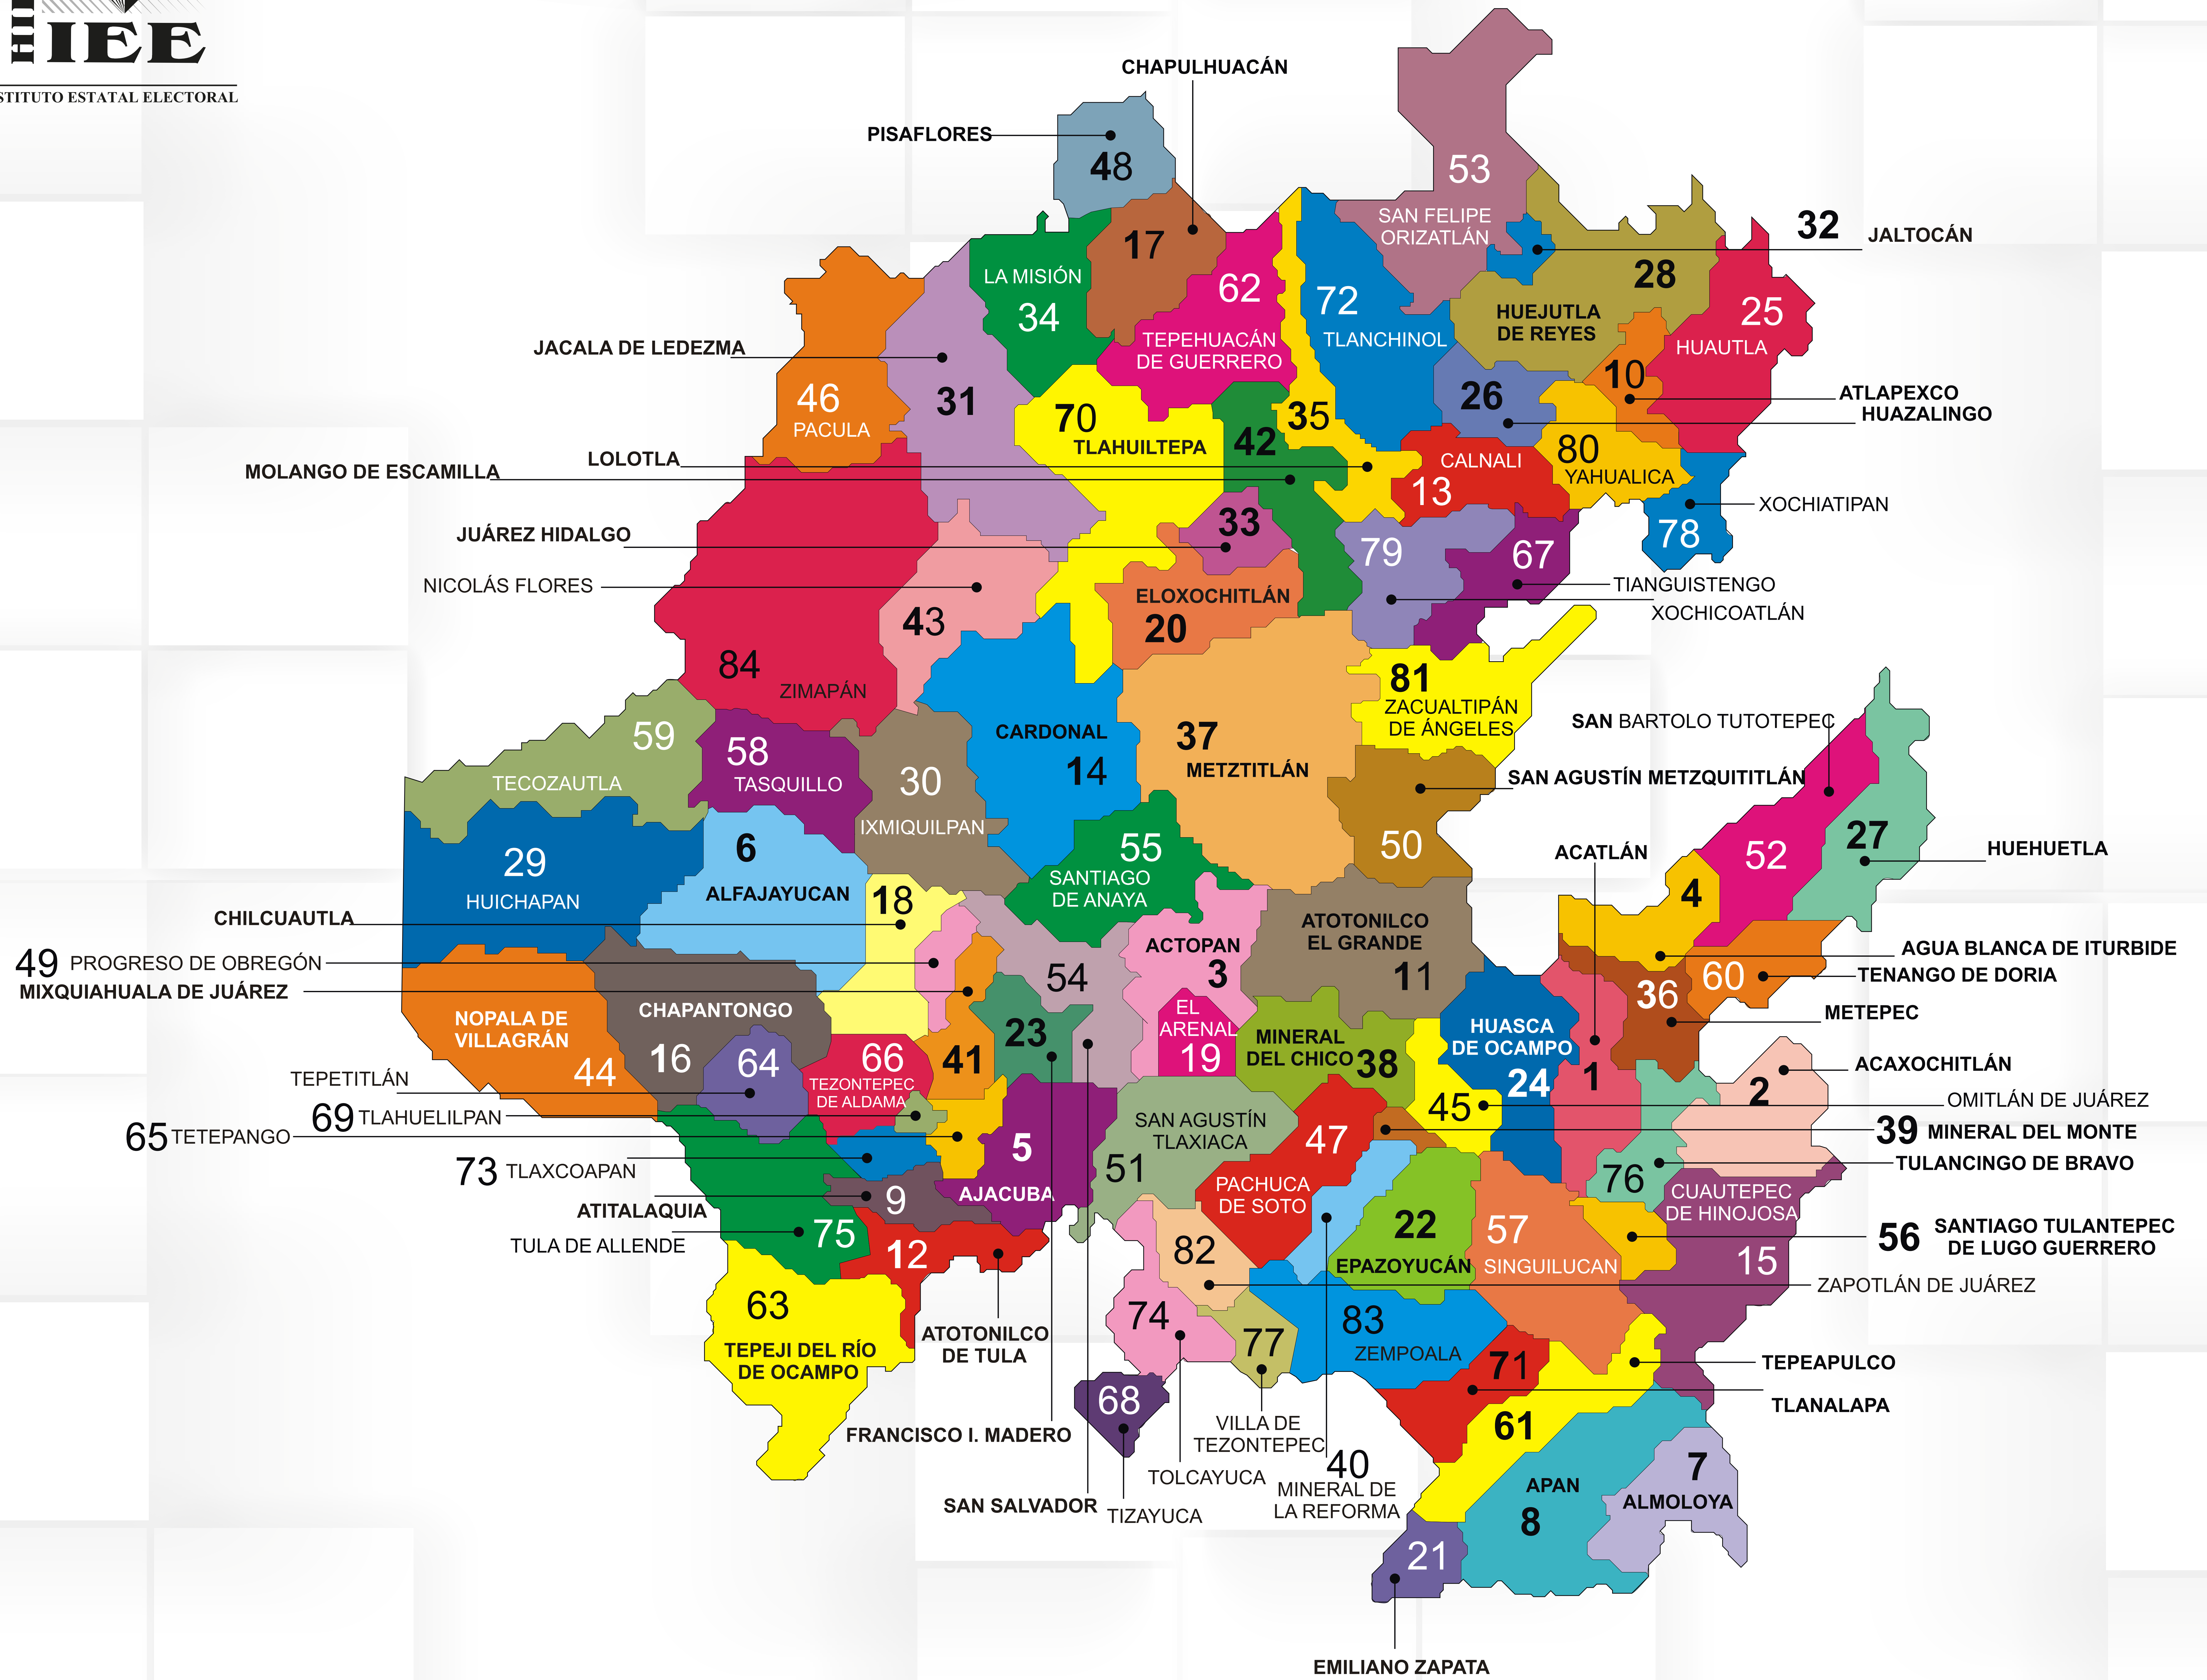 HI
IEE
STITUTO ESTATAL ELECTORAL
CHAPULHUACÁN
PISAFLORES
48
53
17
SAN FELIPE
ORIZATLÁN
32
JALTOCÁN
LA MISIÓN
34
62
72
28
25
HUEJUTLA
DE REYES
TEPEHUACÁN
DE GUERRERO
TLANCHINOL
HUAUTLA
JACALA DE LEDEZMA
46
PACULA
31
26
10
ATLAPEXCO
HUAZALINGO
70
TLAHUILTEPA
42
35
80
YAHUALICA
LOLOTLA
MOLANGO DE ESCAMILLA
CALNALI
13
XOCHIATIPAN
78
JUÁREZ HIDALGO
33
79
67
NICOLÁS FLORES
43
ELOXOCHITLÁN
20
TIANGUISTENGO
XOCHICOATLÁN
84
ZIMAPÁN
81
ZACUALTIPÁN
DE ÁNGELES
59
TECOZAUTLA
58
TASQUILLO
30
IXMIQUILPAN
CARDONAL
14
37
METZTITLÁN
SAN BARTOLO TUTOTEPEC
SAN AGUSTÍN METZQUITITLÁN
50
29
HUICHAPAN
6
ALFAJAYUCAN
55
SANTIAGO
DE ANAYA
ACATLÁN
52
27
HUEHUETLA
18
CHILCUAUTLA
4
ATOTONILCO
EL GRANDE
11
ACTOPAN
3
49 PROGRESO DE OBREGÓN
MIXQUIAHUALA DE JUÁREZ
54
AGUA BLANCA DE ITURBIDE
60
TENANGO DE DORIA
36
METEPEC
CHAPANTONGO
16
NOPALA DE
VILLAGRÁN
44
64
66
TEZONTEPEC
DE ALDAMA
41
23
EL
ARENAL
19
MINERAL
DEL CHICO 38
HUASCA
DE OCAMPO
24
1
ACAXOCHITLÁN
2
TEPETITLÁN
69 TLAHUELILPAN
65 TETEPANGO
73 TLAXCOAPAN
45
OMITLÁN DE JUÁREZ
39 MINERAL DEL MONTE
TULANCINGO DE BRAVO
SAN AGUSTÍN
TLAXIACA
51
47
PACHUCA
DE SOTO
5
AJACUBA
76
CUAUTEPEC
DE HINOJOSA
15
ATITALAQUIA
9
TULA DE ALLENDE
75
12
82
22
EPAZOYUCÁN
57
SINGUILUCAN
56 SANTIAGO TULANTEPEC
DE LUGO GUERRERO
ZAPOTLÁN DE JUÁREZ
63
TEPEJI DEL RÍO
DE OCAMPO
ATOTONILCO
DE TULA
74
77
83
ZEMPOALA
71
TEPEAPULCO
TLANALAPA
68
61
FRANCISCO I. MADERO
VILLA DE
TEZONTEPEC
TOLCAYUCA
40
MINERAL DE
LA REFORMA
SAN SALVADOR
TIZAYUCA
APAN
8
7
ALMOLOYA
21
EMILIANO ZAPATA